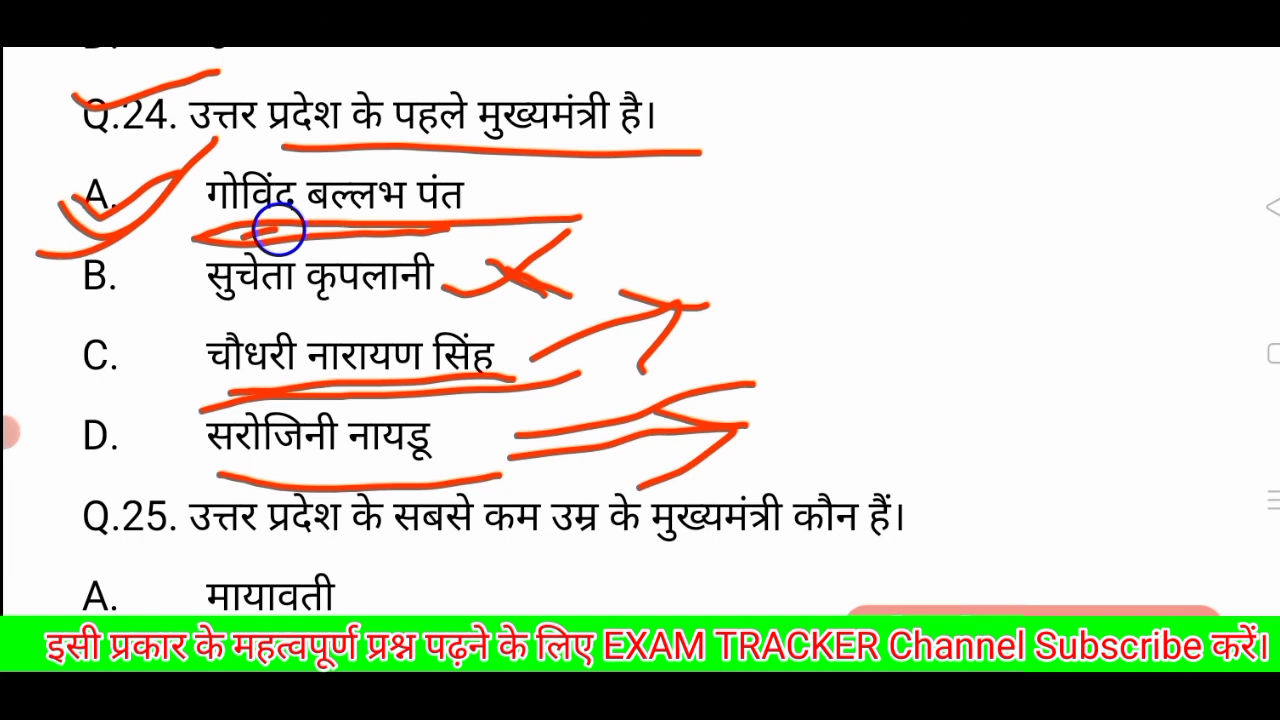 Q.24. उत्तर प्रदेश के पहले मुख्यमंत्री है।
A. गोविंद बल्लभ पंत
B. सुचेता कृपलानी
C. चौधरी नारायण सिंह
D. सरोजिनी नायडू
Q.25. उत्तर प्रदेश के सबसे कम उम्र के मुख्यमंत्री कौन हैं।
A. मायावती
इसी प्रकार के महत्वपूर्ण प्रश्न पढ़ने के लिए EXAM TRACKER Channel Subscribe करें।